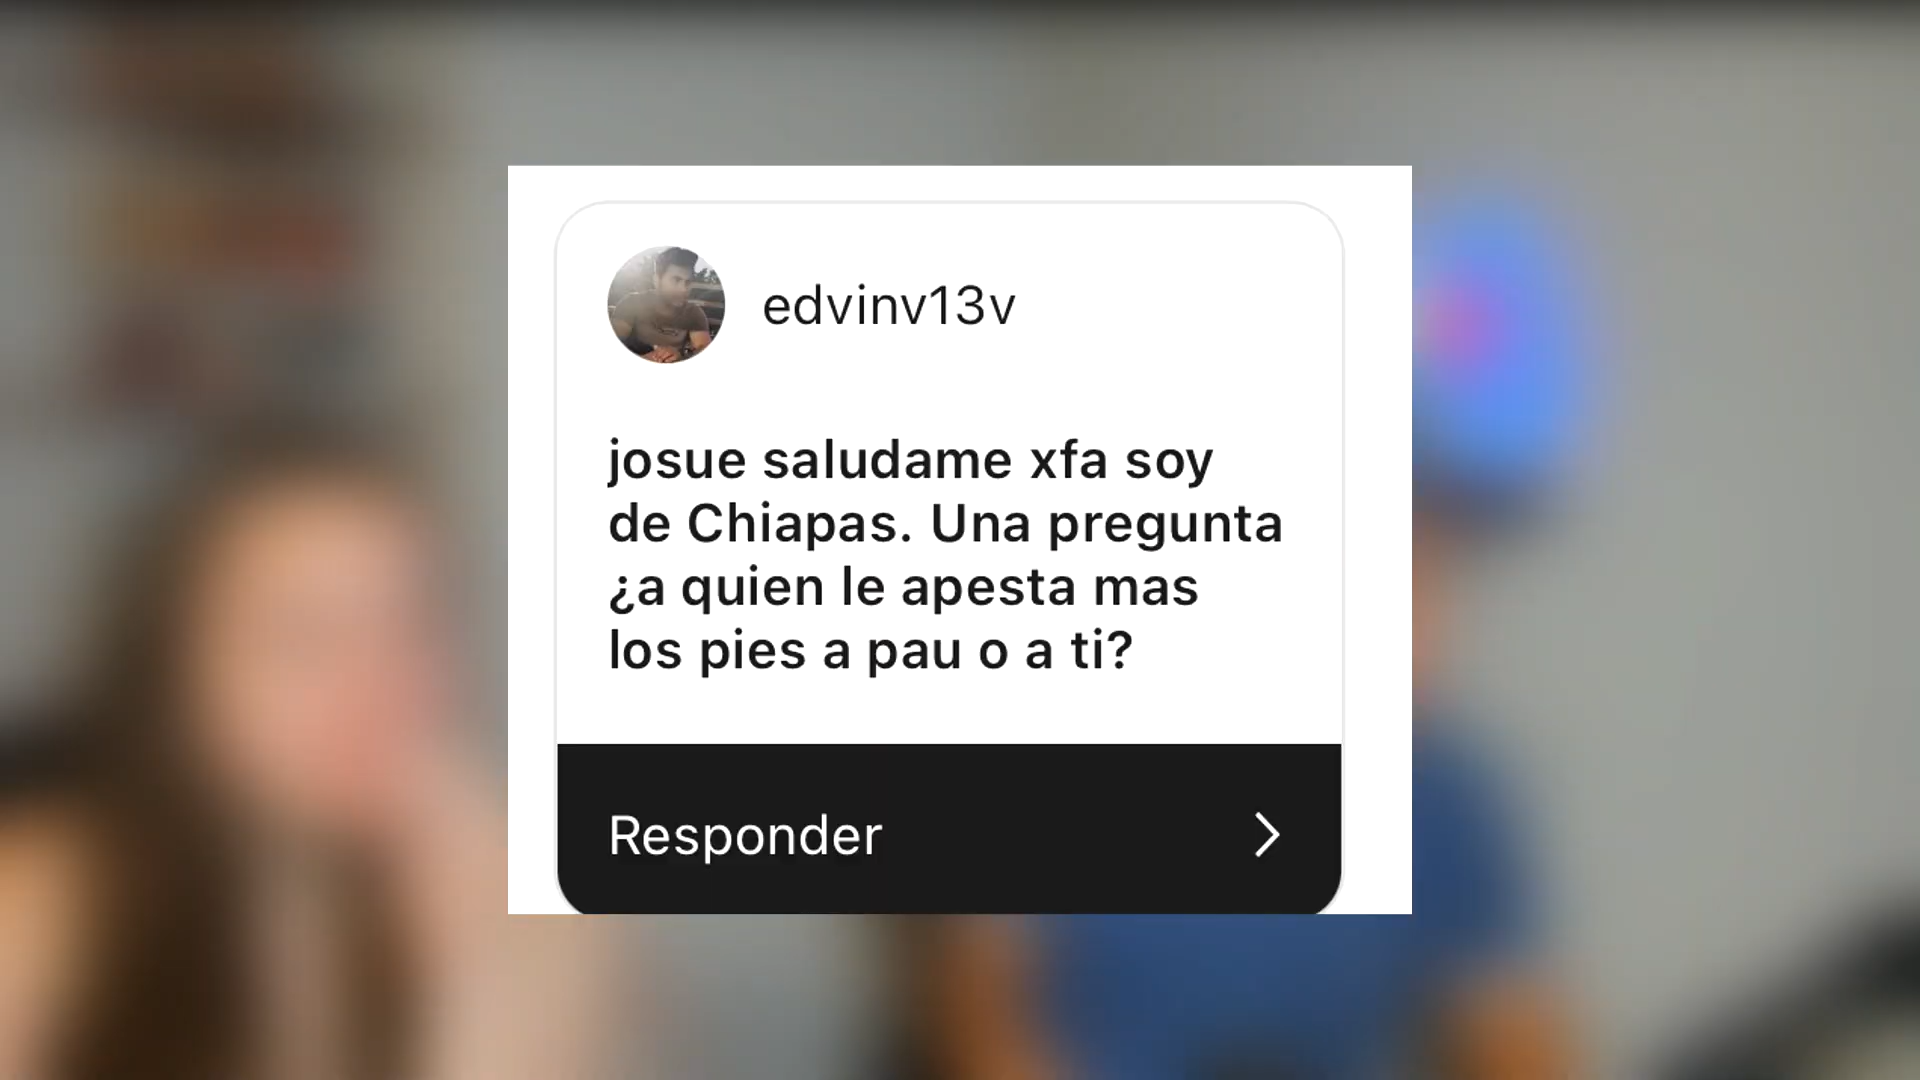 edvinv13v
josue saludame xfa soy
de Chiapas. Una pregunta
¿a quien le apesta mas
los pies a pau o a ti?
Responder